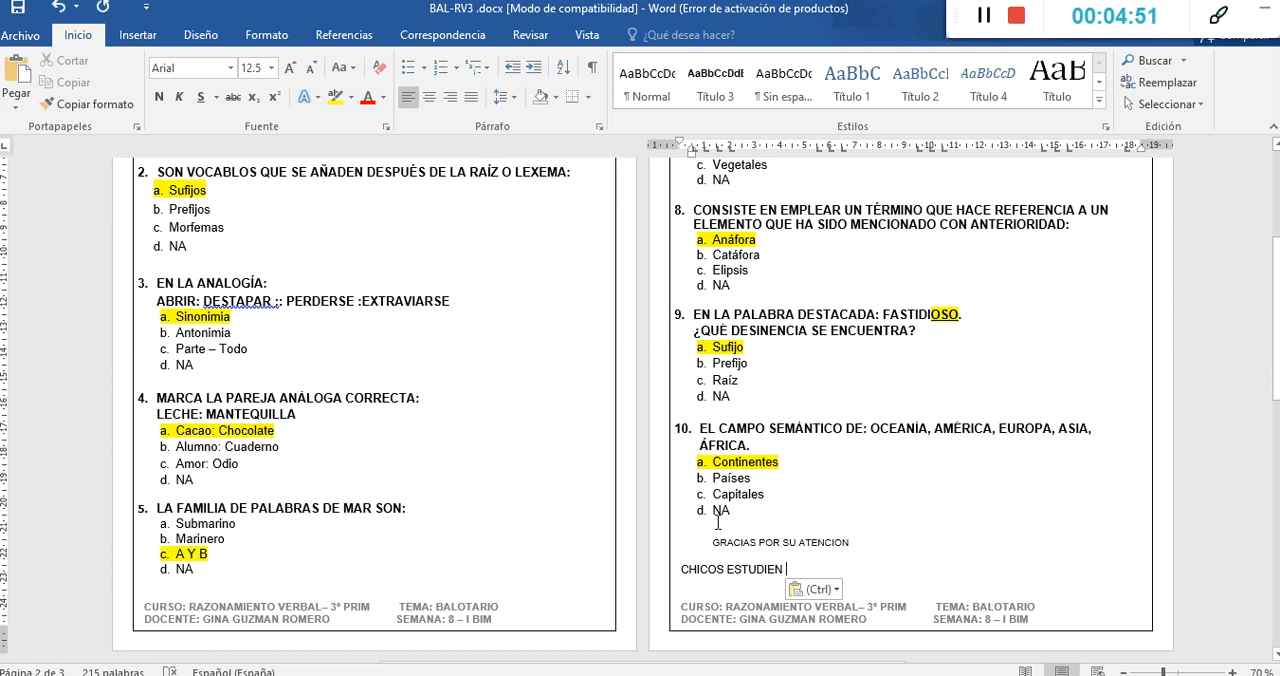 BAL-RV3 .docx [Modo de compatibilidad] - Word (Error de activación de productos)
00:04:51
Archivo Inicio Insertar Diseño Formato Referencias Correspondencia Revisar Vista ¿Qué desea hacer?
Pegar
Cortar
Copiar
Copiar formato
Portapapeles
Arial 12.5
Fuente
Párrafo
AaBbCcDc AaBbCcDdE AaBbCcDc AaBbC AaBbCcI AaBbCcD AaB
¶ Normal Título 3 ¶ Sin espa... Título 1 Título 2 Título 4 Título
Estilos
Buscar
Reemplazar
Seleccionar
Edición
2. SON VOCABLOS QUE SE AÑADEN DESPUÉS DE LA RAÍZ O LEXEMA:
a. Sufijos
b. Prefijos
c. Morfemas
d. NA
3. EN LA ANALOGÍA:
ABRIR: DESTAPAR :: PERDERSE :EXTRAVIARSE
a. Sinonimia
b. Antonimia
c. Parte – Todo
d. NA
4. MARCA LA PAREJA ANÁLOGA CORRECTA:
LECHE: MANTEQUILLA
a. Cacao: Chocolate
b. Alumno: Cuaderno
c. Amor: Odio
d. NA
5. LA FAMILIA DE PALABRAS DE MAR SON:
a. Submarino
b. Marinero
c. A Y B
d. NA
CURSO: RAZONAMIENTO VERBAL– 3º PRIM TEMA: BALOTARIO
DOCENTE: GINA GUZMAN ROMERO SEMANA: 8 – I BIM
c. Vegetales
d. NA
8. CONSISTE EN EMPLEAR UN TÉRMINO QUE HACE REFERENCIA A UN
ELEMENTO QUE HA SIDO MENCIONADO CON ANTERIORIDAD:
a. Anáfora
b. Catáfora
c. Elipsis
d. NA
9. EN LA PALABRA DESTACADA: FASTIDIOSO.
¿QUÉ DESINENCIA SE ENCUENTRA?
a. Sufijo
b. Prefijo
c. Raíz
d. NA
10. EL CAMPO SEMÁNTICO DE: OCEANÍA, AMÉRICA, EUROPA, ASIA,
ÁFRICA.
a. Continentes
b. Países
c. Capitales
d. NA
GRACIAS POR SU ATENCION
CHICOS ESTUDIEN
(Ctrl)
CURSO: RAZONAMIENTO VERBAL– 3º PRIM TEMA: BALOTARIO
DOCENTE: GINA GUZMAN ROMERO SEMANA: 8 – I BIM
Página 2 de 3 215 palabras Español (España) 70 %